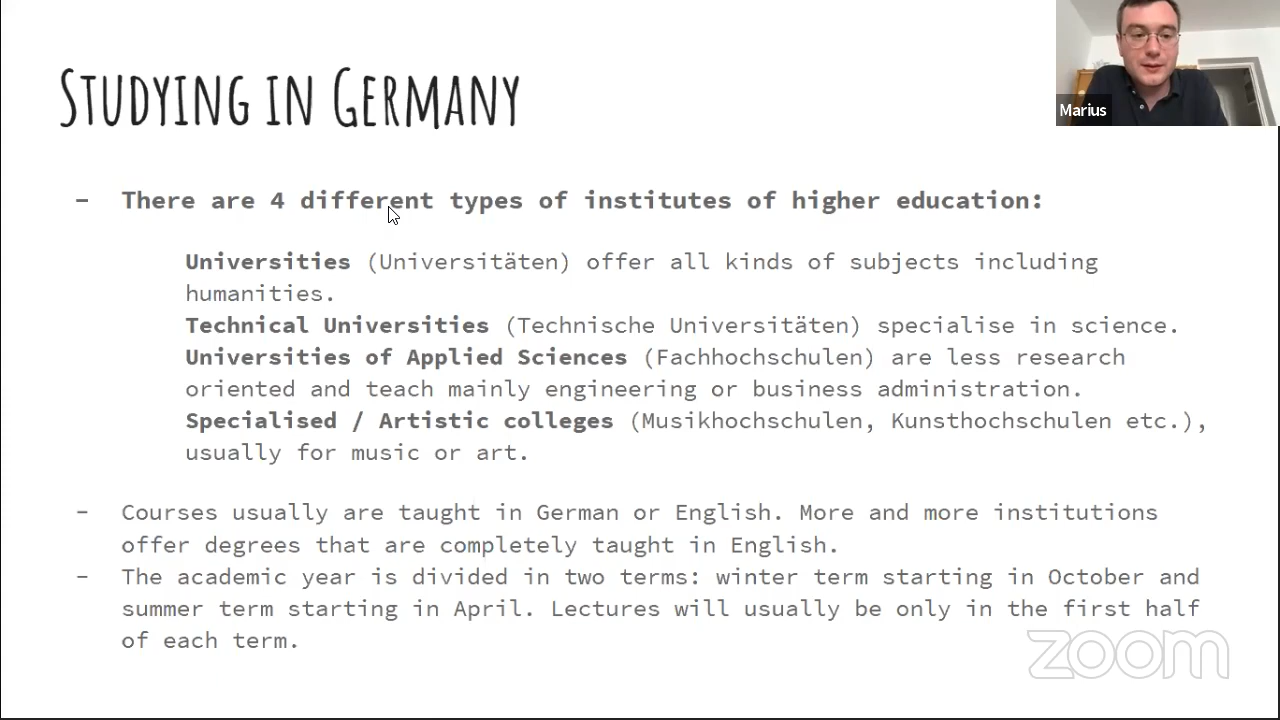 STUDYING IN GERMANY
Marius
- There are 4 different types of institutes of higher education:
Universities (Universitäten) offer all kinds of subjects including
humanities.
Technical Universities (Technische Universitäten) specialise in science.
Universities of Applied Sciences (Fachhochschulen) are less research
oriented and teach mainly engineering or business administration.
Specialised / Artistic colleges (Musikhochschulen, Kunsthochschulen etc.),
usually for music or art.
- Courses usually are taught in German or English. More and more institutions
offer degrees that are completely taught in English.
- The academic year is divided in two terms: winter term starting in October and
summer term starting in April. Lectures will usually be only in the first half
of each term.
zoom